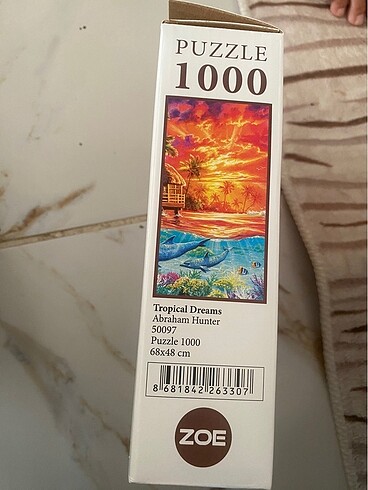 PUZZLE
1000
Tropical Dreams
Abraham Hunter
50097
Puzzle 1000
68x48 cm
8 681842 263307
ZOE